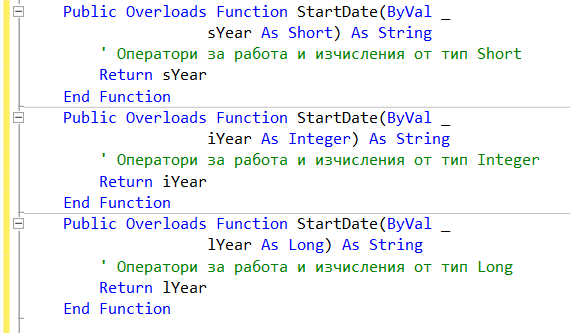 Public Overloads Function StartDate(ByVal _
sYear As Short) As String
' Оператори за работа и изчисления от тип Short
Return sYear
End Function
Public Overloads Function StartDate(ByVal _
iYear As Integer) As String
' Оператори за работа и изчисления от тип Integer
Return iYear
End Function
Public Overloads Function StartDate(ByVal _
lYear As Long) As String
' Оператори за работа и изчисления от тип Long
Return lYear
End Function